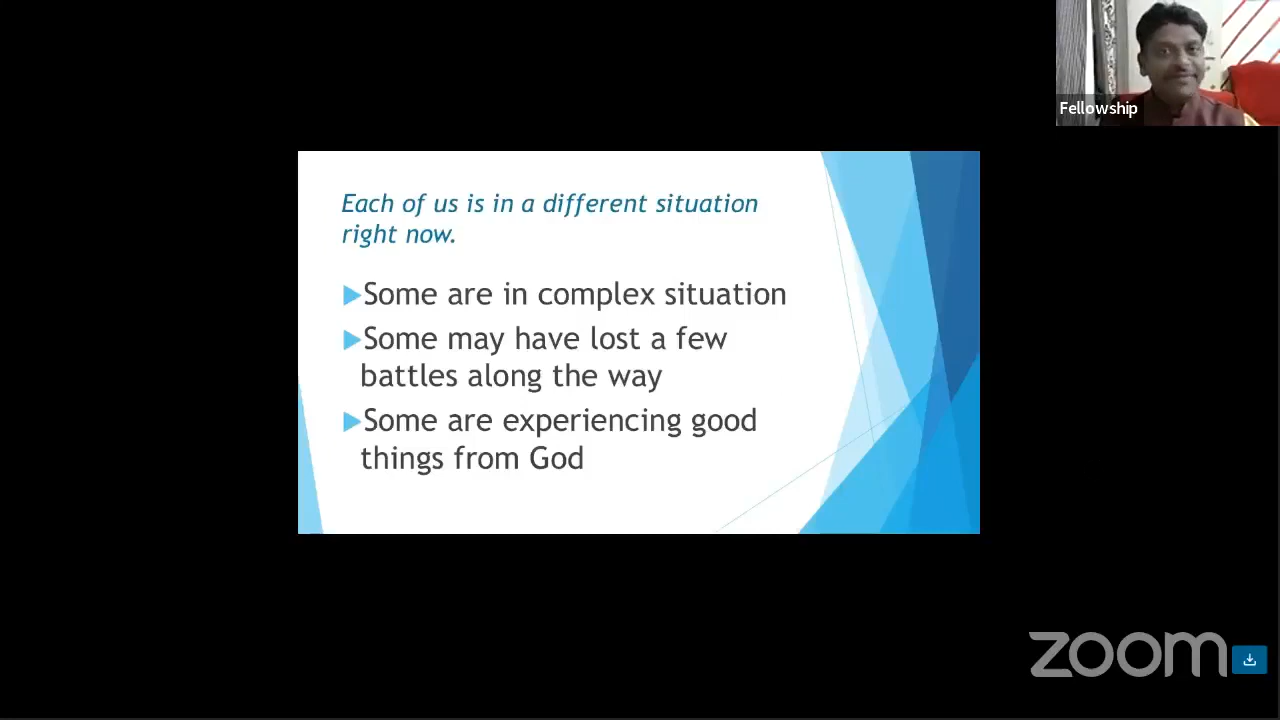 Fellowship
Each of us is in a different situation
right now.
Some are in complex situation
Some may have lost a few
battles along the way
Some are experiencing good
things from God
zoom